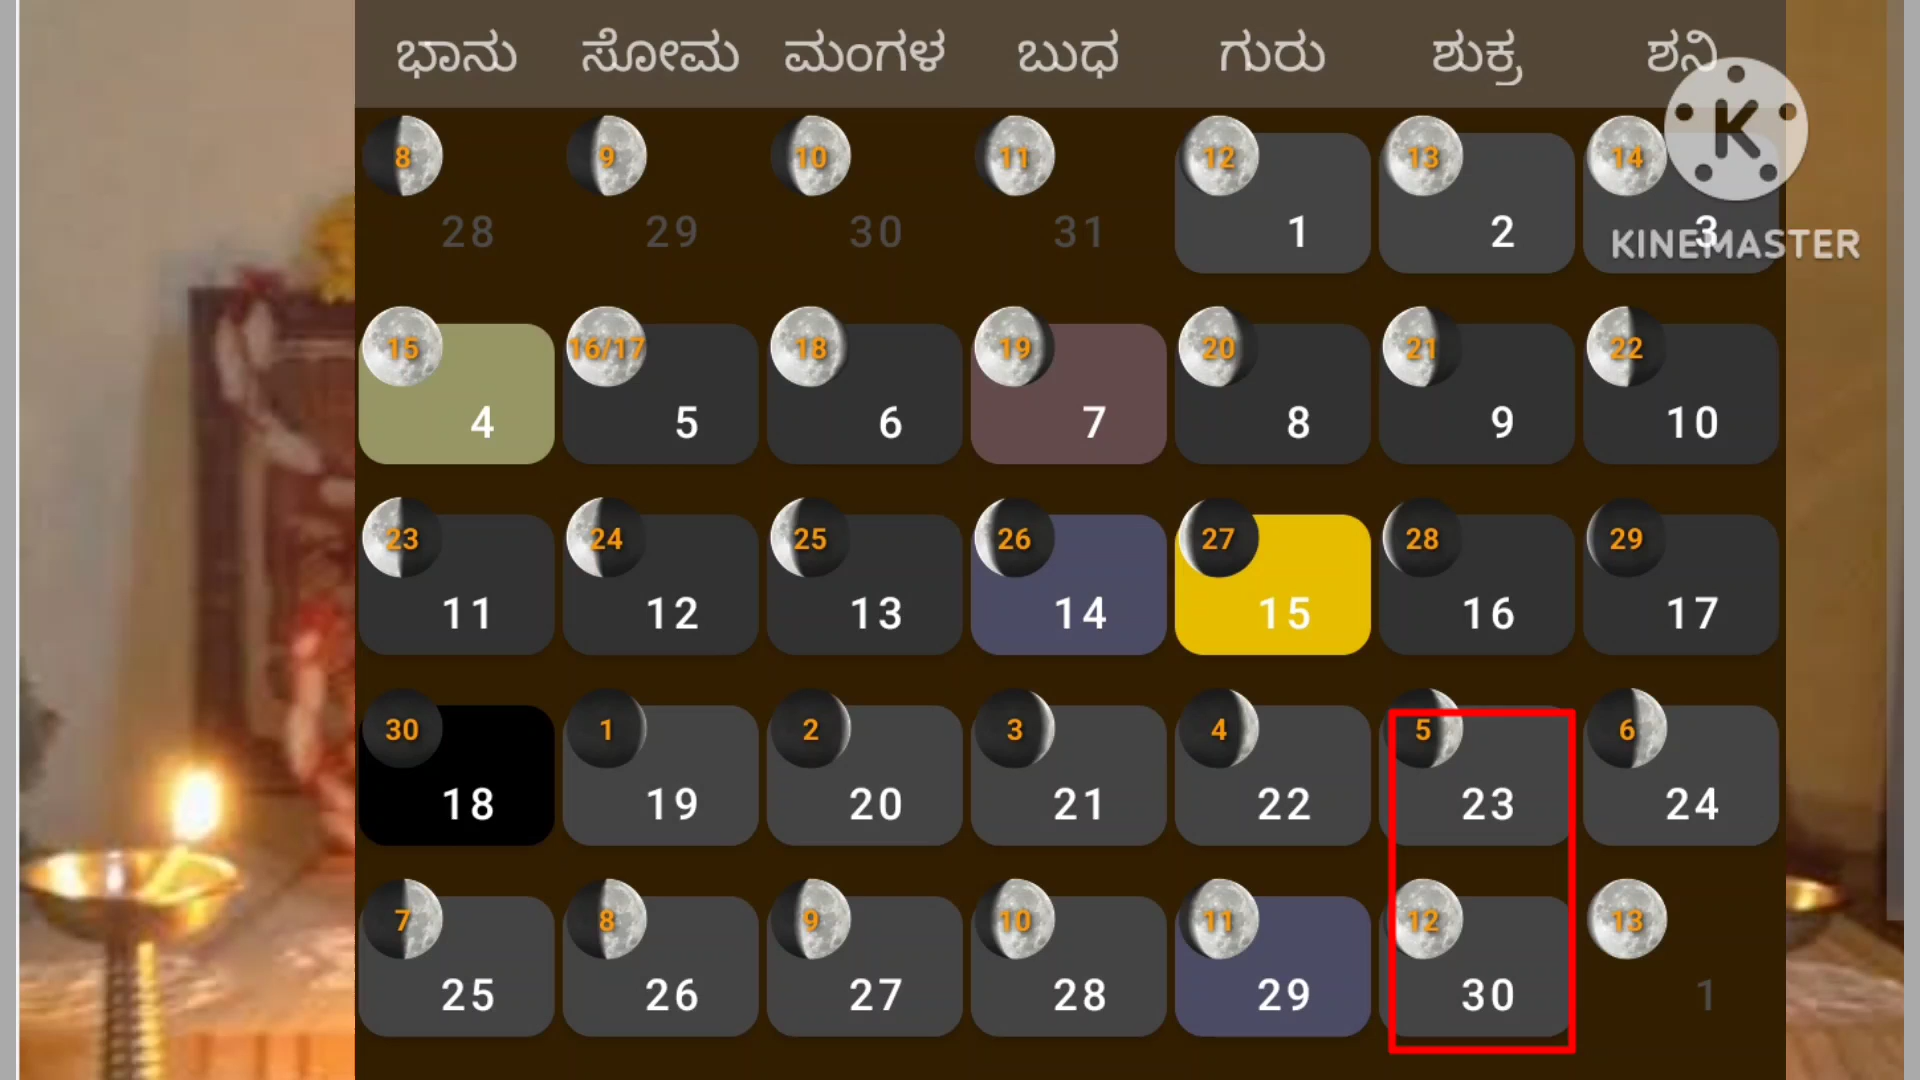 ಭಾನು ಸೋಮ ಮಂಗಳ ಬುಧ ಗುರು ಶುಕ್ರ ಶನಿ
K
8 9 10 11 12 13 14
28 29 30 31 1 2 3
KINEMASTER
15 16/17 18 19 20 21 22
4 5 6 7 8 9 10
23 24 25 26 27 28 29
11 12 13 14 15 16 17
30 1 2 3 4 5 6
18 19 20 21 22 23 24
7 8 9 10 11 12 13
25 26 27 28 29 30 1